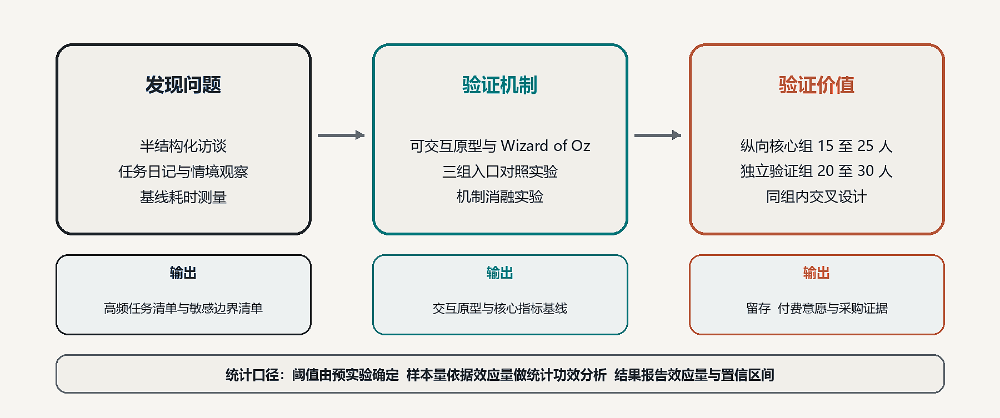 发现问题
半结构化访谈
任务日记与情境观察
基线耗时测量
验证机制
可交互原型与 Wizard of Oz
三组入口对照实验
机制消融实验
验证价值
纵向核心组 15 至 25 人
独立验证组 20 至 30 人
同组内交叉设计
输出
高频任务清单与敏感边界清单
输出
交互原型与核心指标基线
输出
留存 付费意愿与采购证据
统计口径：阈值由预实验确定 样本量依据效应量做统计功效分析 结果报告效应量与置信区间